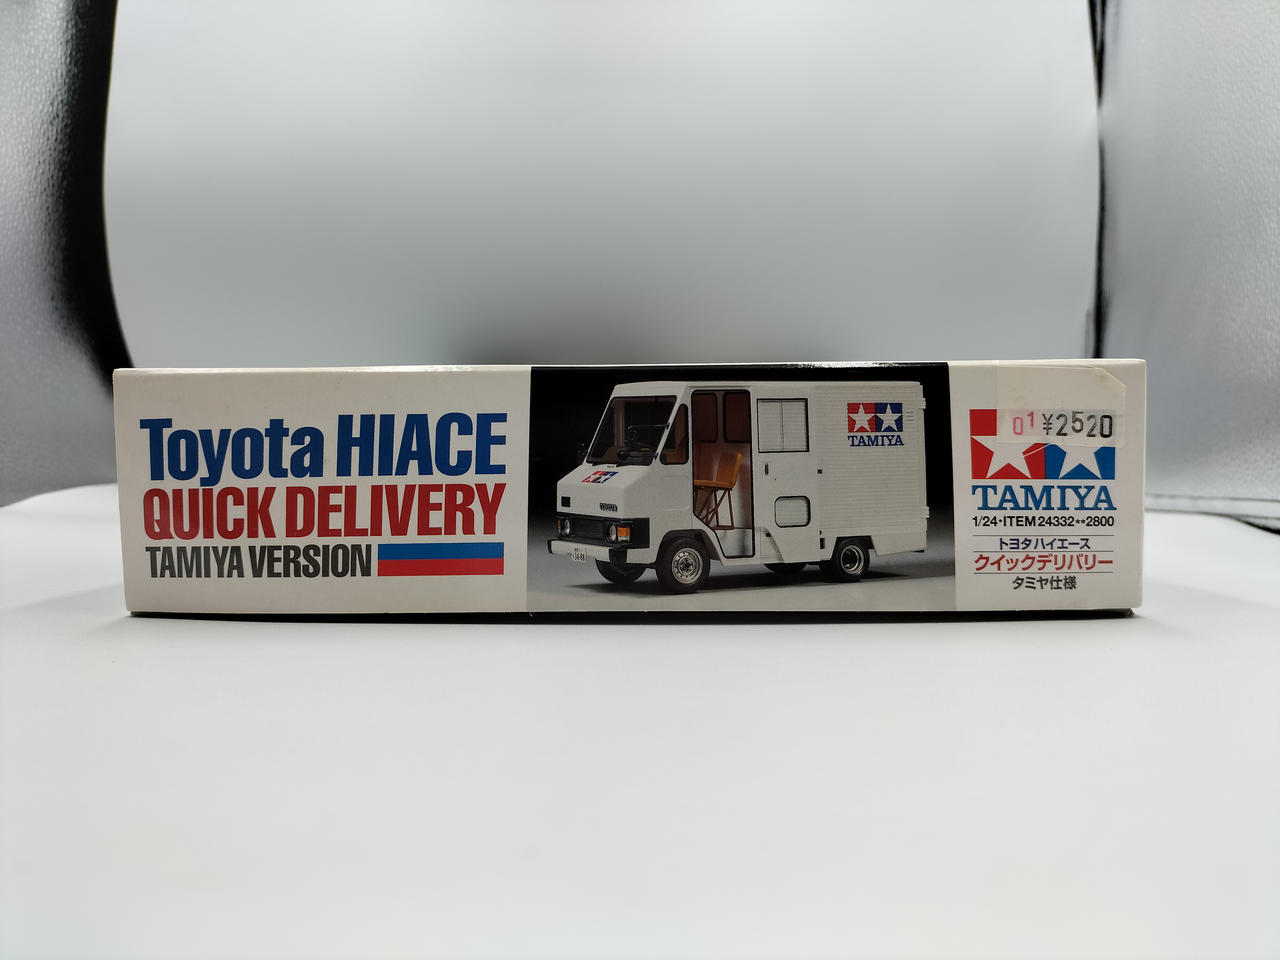 Toyota HIACE
QUICK DELIVERY
TAMIYA VERSION
TAMIYA
01 ¥2520
TAMIYA
1/24・ITEM 24332**2800
トヨタハイエース
クイックデリバリー
タミヤ仕様